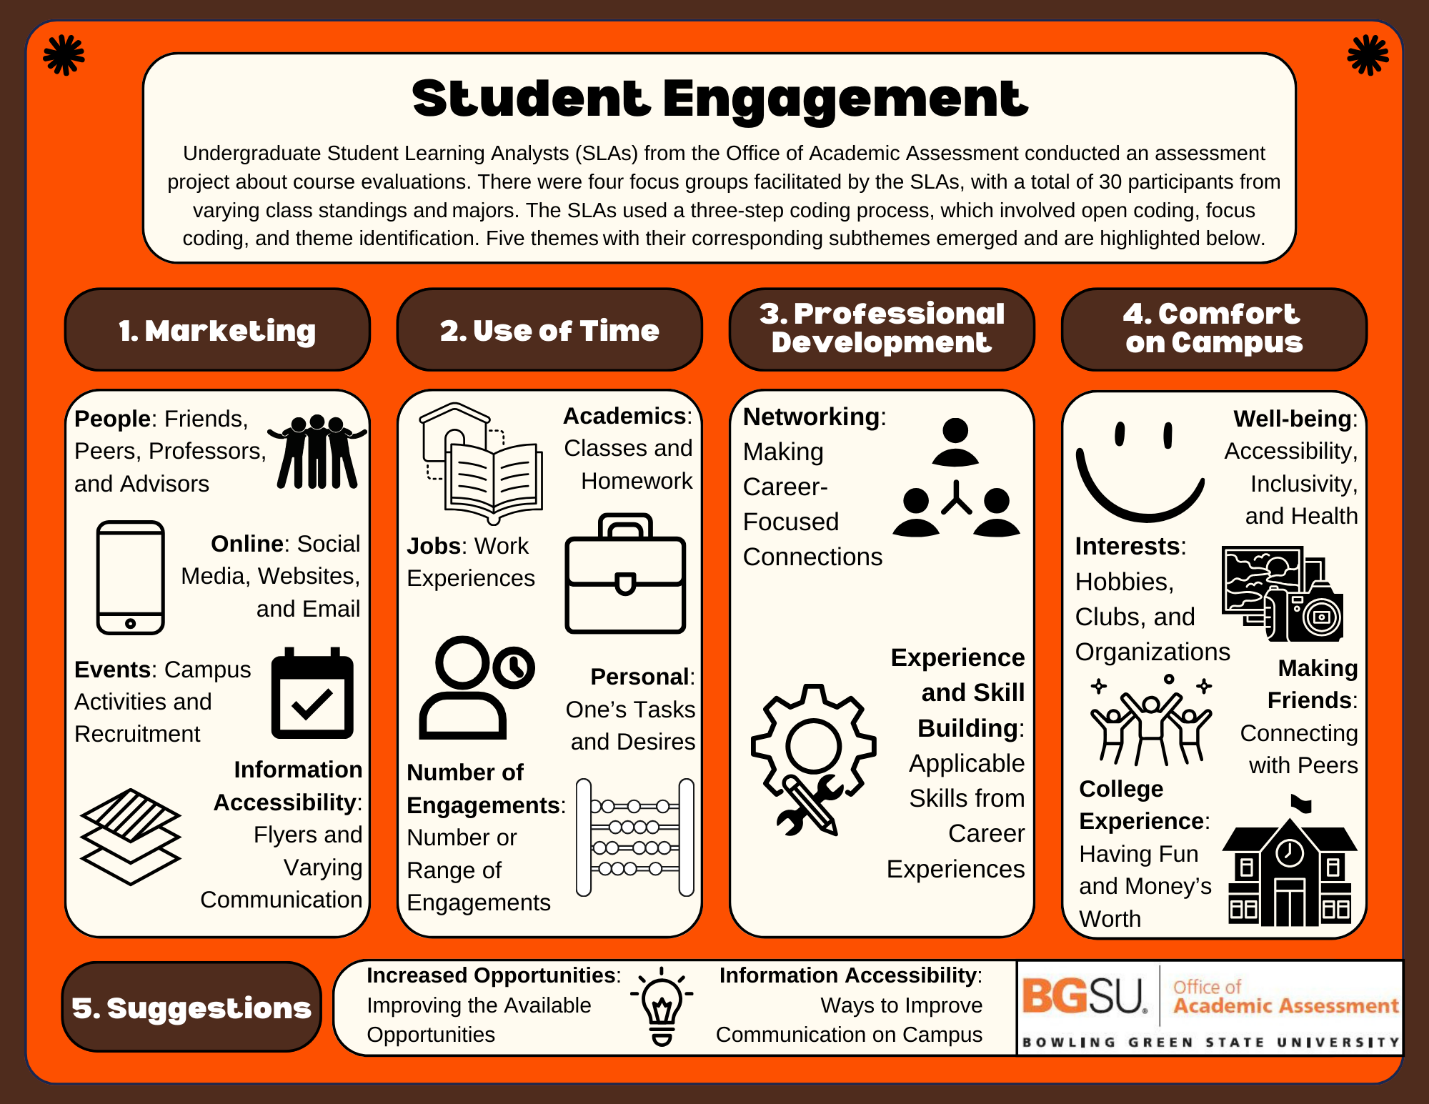 Student Engagement
Undergraduate Student Learning Analysts (SLAs) from the Office of Academic Assessment conducted an assessment
project about course evaluations. There were four focus groups facilitated by the SLAs, with a total of 30 participants from
varying class standings and majors. The SLAs used a three-step coding process, which involved open coding, focus
coding, and theme identification. Five themes with their corresponding subthemes emerged and are highlighted below.
1. Marketing
People: Friends,
Peers, Professors,
and Advisors
Online: Social
Media, Websites,
and Email
Events: Campus
Activities and
Recruitment
Information
Accessibility:
Flyers and
Varying
Communication
2. Use of Time
Academics:
Classes and
Homework
Jobs: Work
Experiences
Personal:
One's Tasks
and Desires
Number of
Engagements:
Number or
Range of
Engagements
3. Professional
Development
Networking:
Making
Career-
Focused
Connections
Experience
and Skill
Building:
Applicable
Skills from
Career
Experiences
4. Comfort
on Campus
Well-being:
Accessibility,
Inclusivity,
and Health
Interests:
Hobbies,
Clubs, and
Organizations
Making
Friends:
Connecting
with Peers
College
Experience:
Having Fun
and Money's
Worth
5. Suggestions
Increased Opportunities:
Improving the Available
Opportunities
Information Accessibility:
Ways to Improve
Communication on Campus
BGSU.
Office of
Academic Assessment
BOWLING GREEN STATE UNIVERSITY